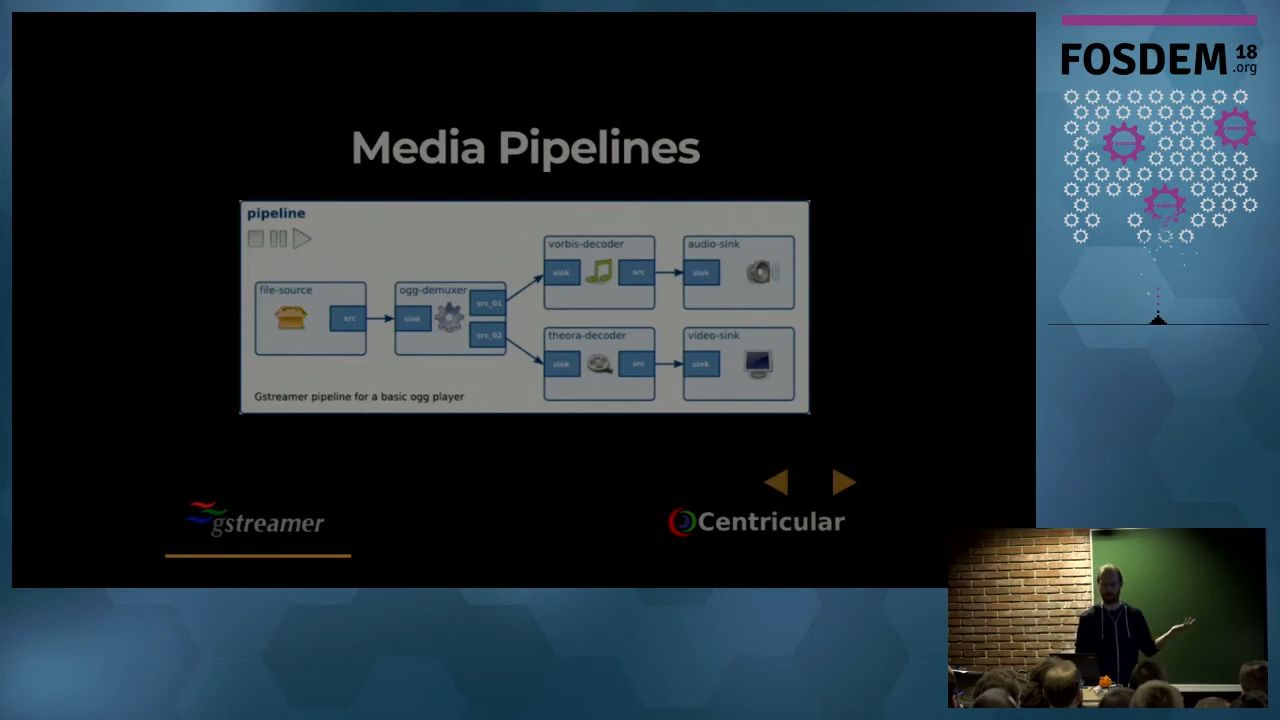 FOSDEM 18
.org
Media Pipelines
pipeline
vorbis-decoder
audio-sink
sink
src
sink
file-source
ogg-demuxer
src_01
src
sink
src_02
theora-decoder
video-sink
sink
src
sink
Gstreamer pipeline for a basic ogg player
gstreamer
Centricular